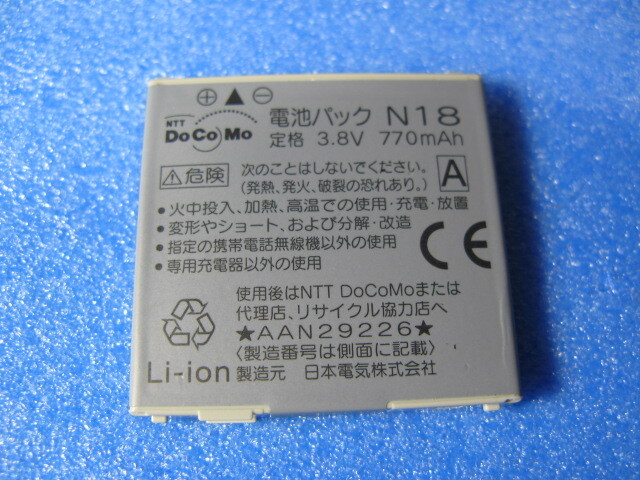 ⊕▲⊖ 電池パック N18
NTT DoCoMo 定格 3.8V 770mAh
⚠危険 次のことはしないでください。 A
(発熱、発火、破裂の恐れあり。)
●火中投入、加熱、高温での使用・充電・放置
●変形やショート、および分解・改造
●指定の携帯電話無線機以外の使用
●専用充電器以外の使用
CE
使用後はNTT DoCoMoまたは
代理店、リサイクル協力店へ
★AAN29226★
〈製造番号は側面に記載〉
Li-ion 製造元 日本電気株式会社